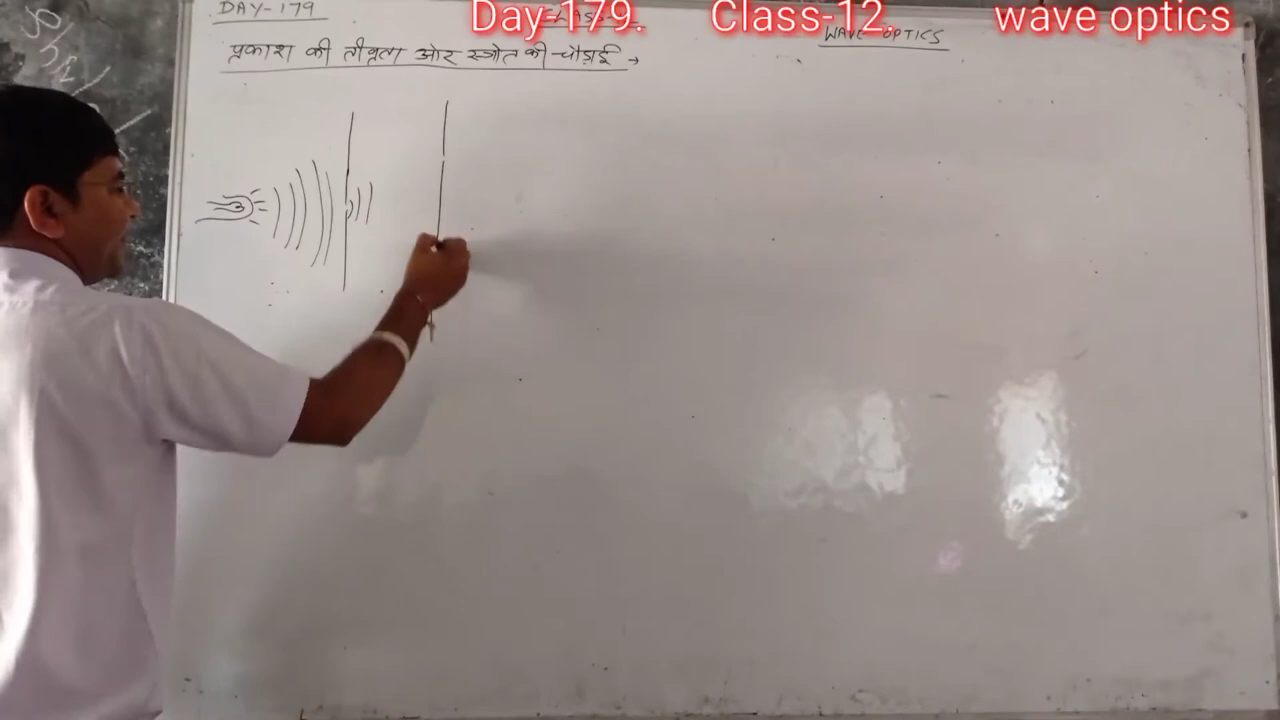 Day-179. Class-12. wave optics
DAY-179
WAVE OPTICS
प्रकाश की तीव्रता और स्त्रोत की चौड़ाई →